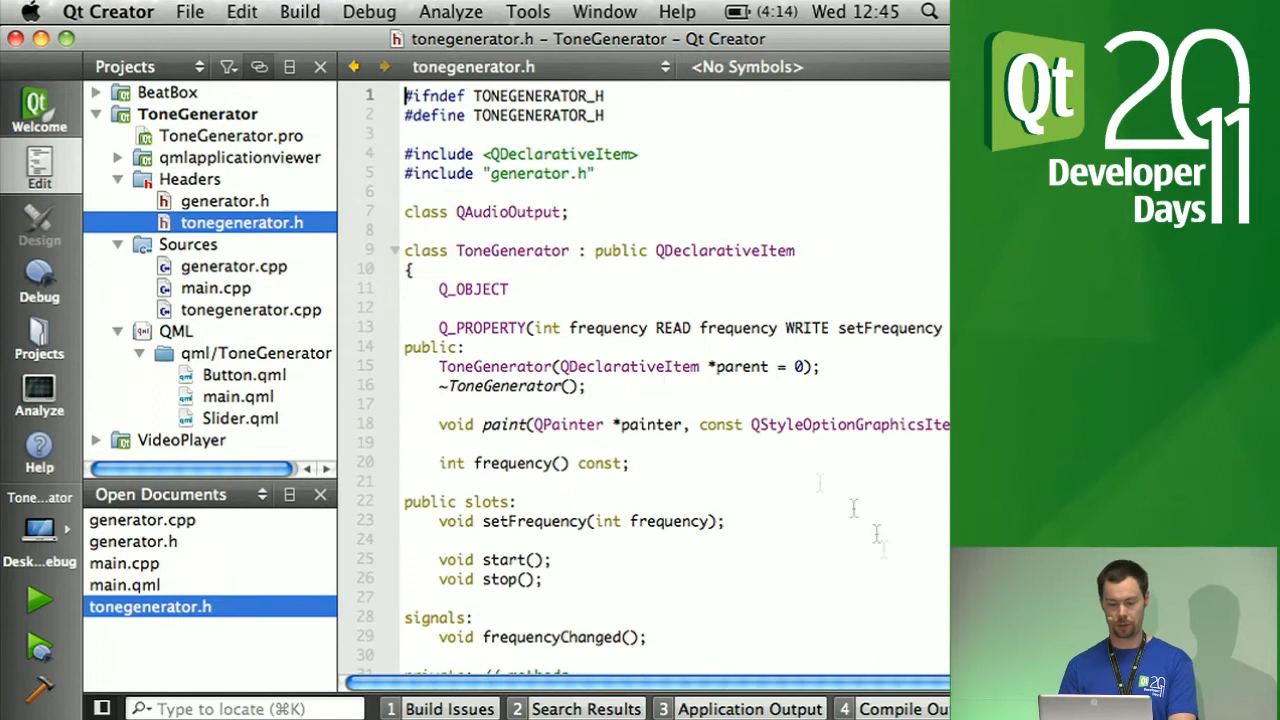 Qt Creator File Edit Build Debug Analyze Tools Window Help (4:14) Wed 12:45
tonegenerator.h – ToneGenerator – Qt Creator
Projects
tonegenerator.h
<No Symbols>
Welcome
Edit
Design
Debug
Projects
Analyze
Help
Tone...ator
Desk...ebug
BeatBox
ToneGenerator
ToneGenerator.pro
qmlapplicationviewer
Headers
generator.h
tonegenerator.h
Sources
generator.cpp
main.cpp
tonegenerator.cpp
QML
qml/ToneGenerator
Button.qml
main.qml
Slider.qml
VideoPlayer
Open Documents
generator.cpp
generator.h
main.cpp
main.qml
tonegenerator.h
1 #ifndef TONEGENERATOR_H
2 #define TONEGENERATOR_H
3
4 #include <QDeclarativeItem>
5 #include "generator.h"
6
7 class QAudioOutput;
8
9 class ToneGenerator : public QDeclarativeItem
10 {
11 Q_OBJECT
12
13 Q_PROPERTY(int frequency READ frequency WRITE setFrequency
14 public:
15 ToneGenerator(QDeclarativeItem *parent = 0);
16 ~ToneGenerator();
17
18 void paint(QPainter *painter, const QStyleOptionGraphicsIte
19
20 int frequency() const;
21
22 public slots:
23 void setFrequency(int frequency);
24
25 void start();
26 void stop();
27
28 signals:
29 void frequencyChanged();
30
31 private: // methods
Type to locate (⌘K)
1 Build Issues 2 Search Results 3 Application Output 4 Compile Ou
Qt
2011
Developer
Days